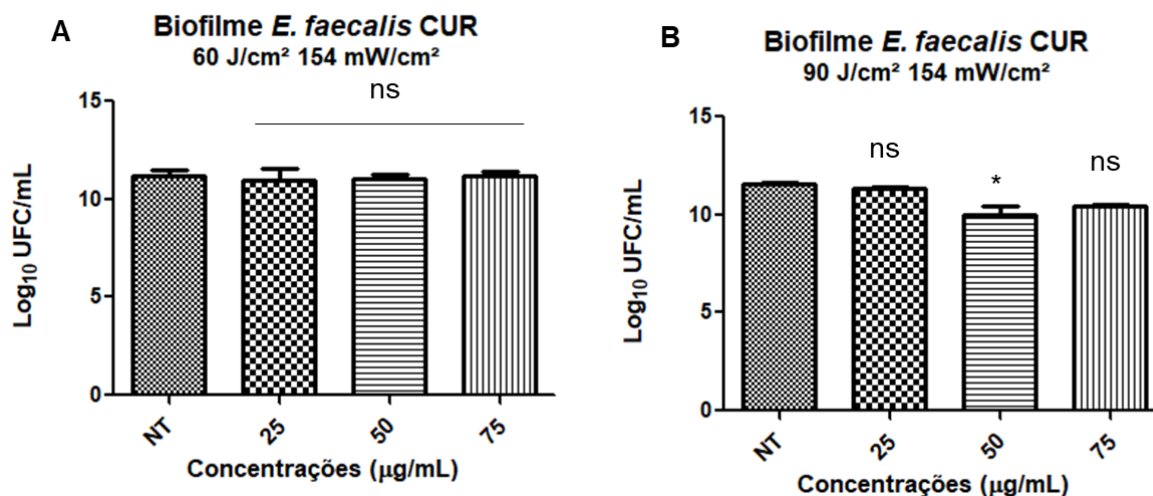 A
Biofilme E. faecalis CUR
60 J/cm² 154 mW/cm²
ns
15
10
5
0
Log₁₀ UFC/mL
NT
25
50
75
Concentrações (µg/mL)
B
Biofilme E. faecalis CUR
90 J/cm² 154 mW/cm²
ns
*
ns
15
10
5
0
Log₁₀ UFC/mL
NT
25
50
75
Concentrações (µg/mL)